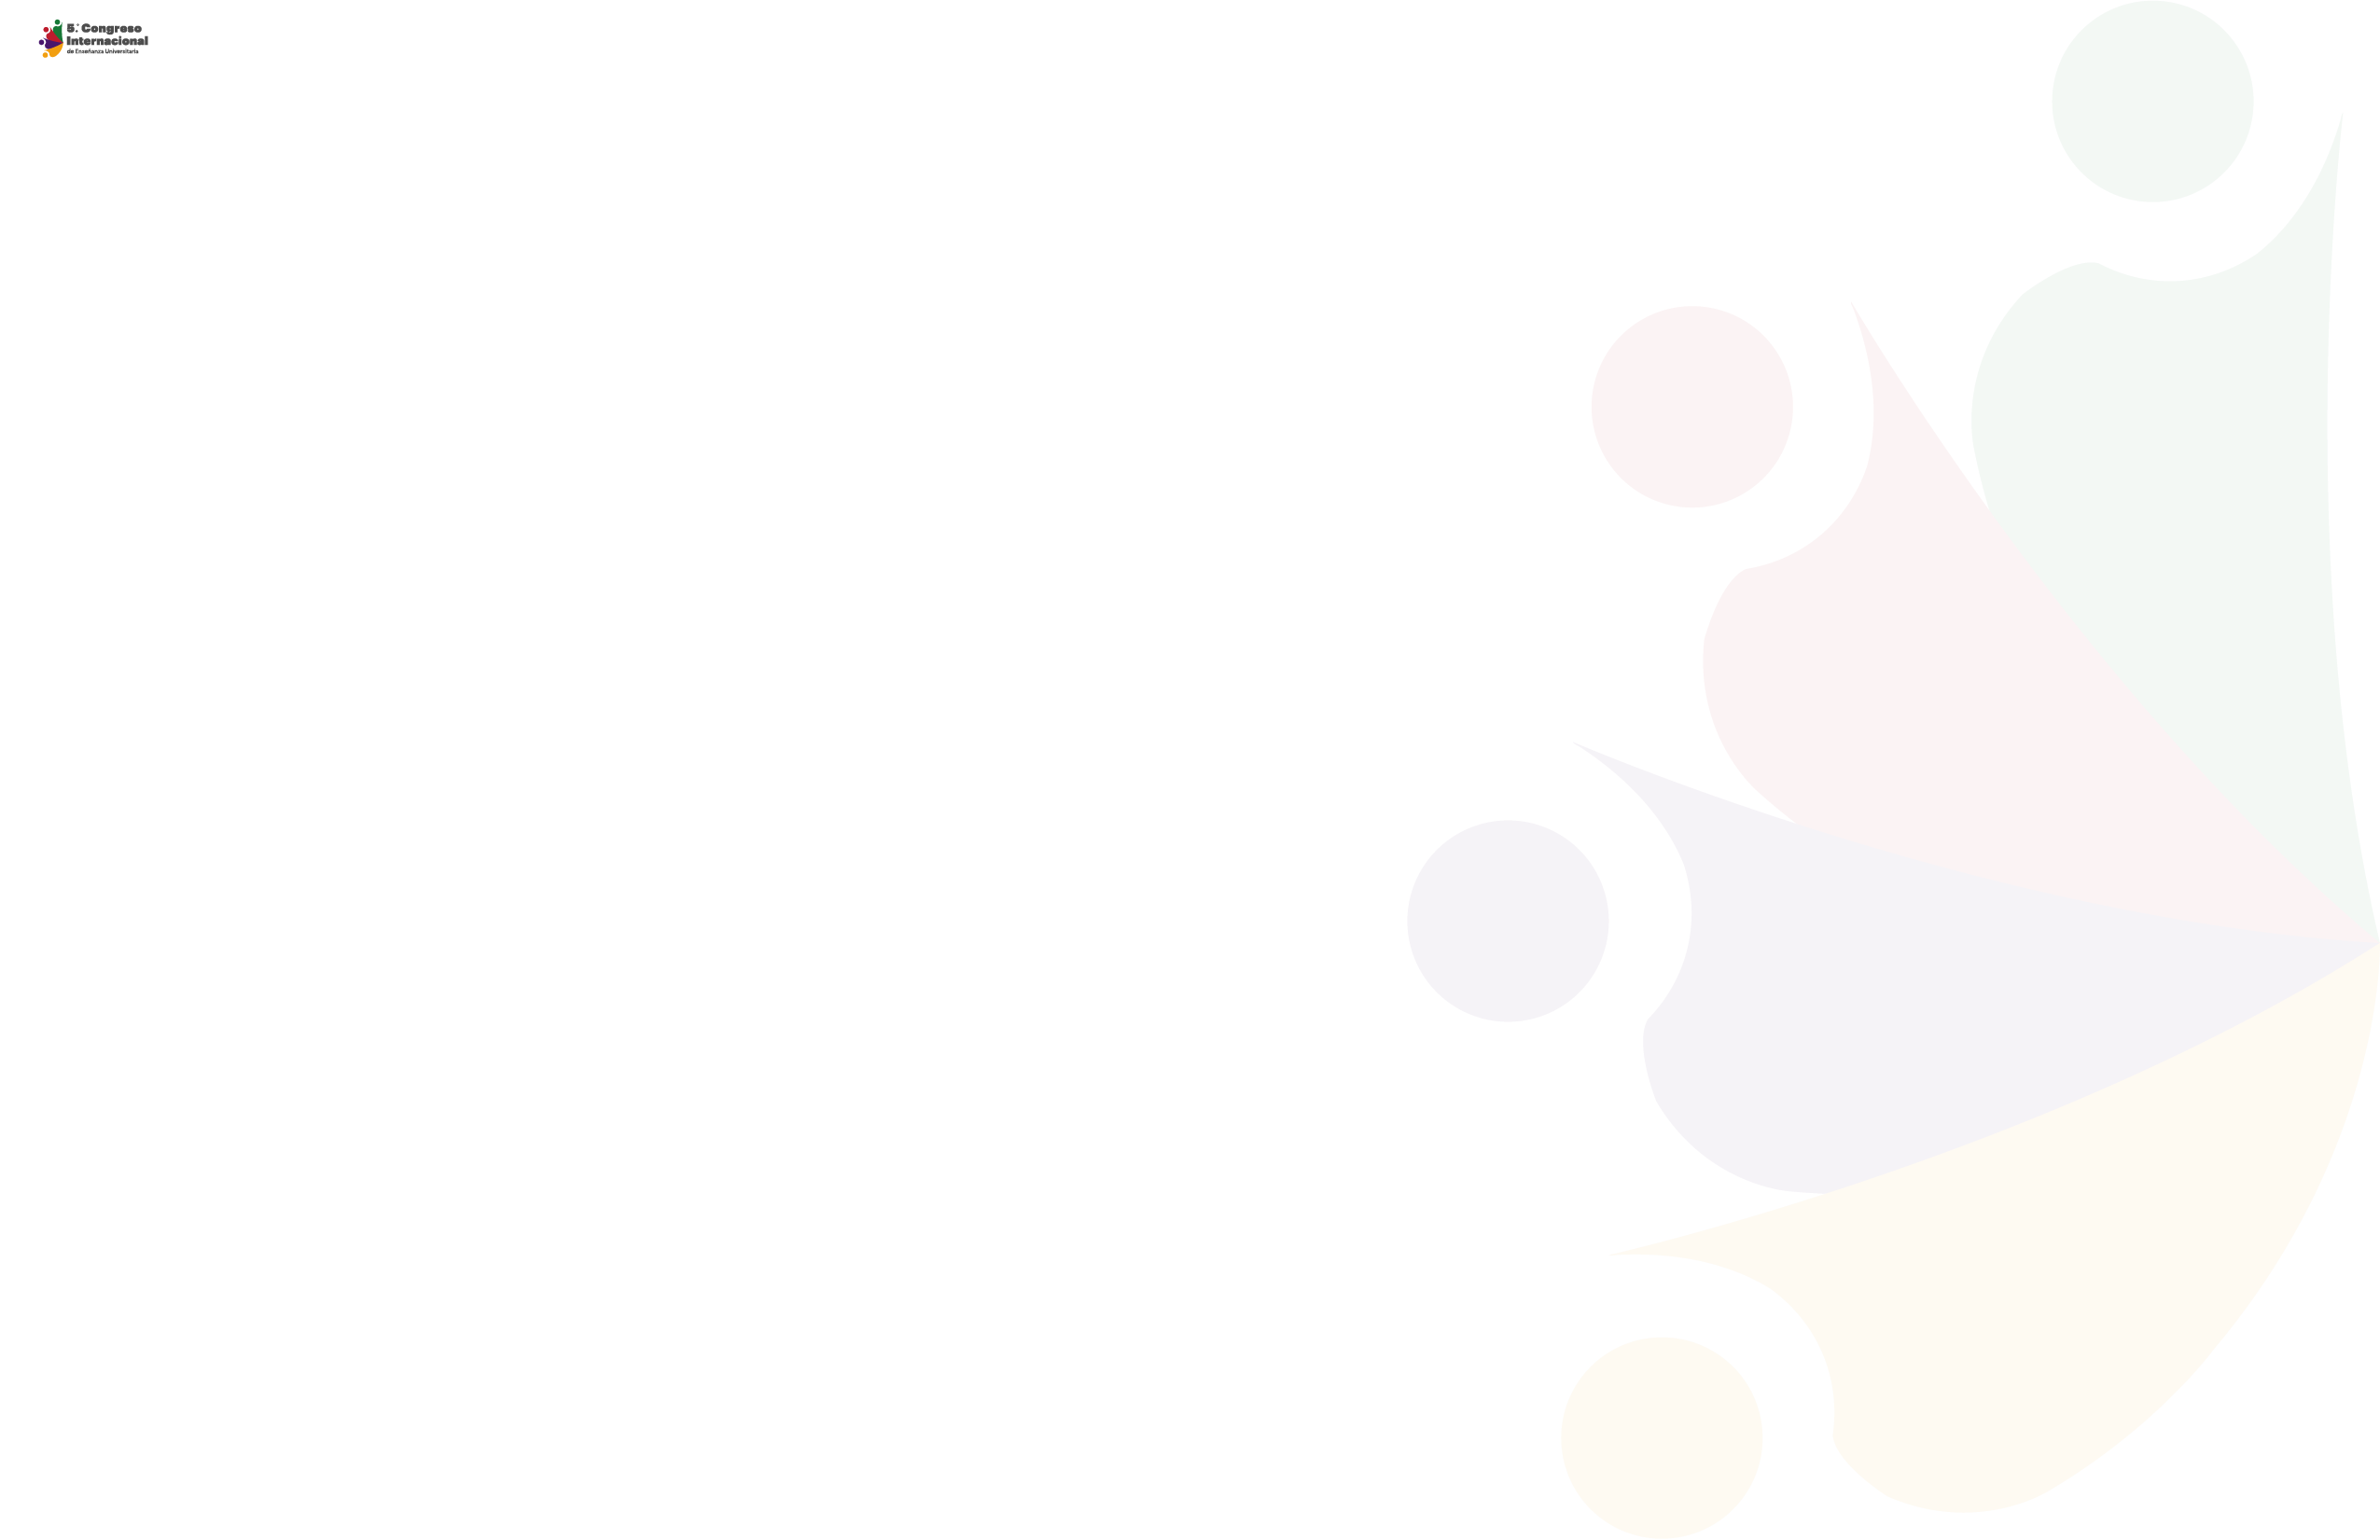 5.° Congreso
Internacional
de Enseñanza Universitaria